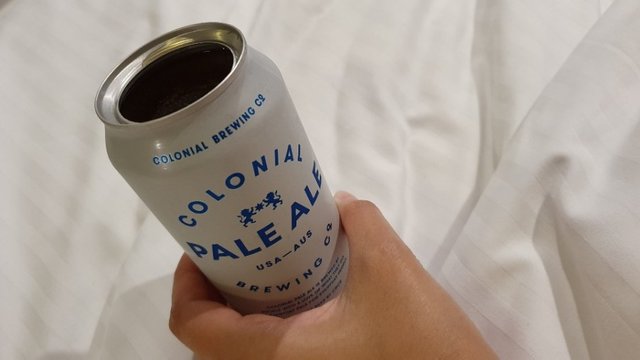 COLONIAL BREWING CO
COLONIAL
PALE ALE
USA—AUS
BREWING CO